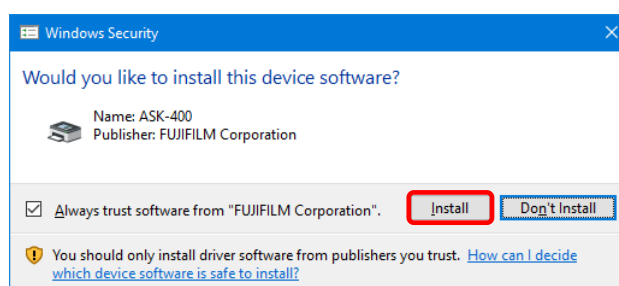 Windows Security
Would you like to install this device software?
Name: ASK-400
Publisher: FUJIFILM Corporation
Always trust software from "FUJIFILM Corporation".
Install
Don't Install
You should only install driver software from publishers you trust. How can I decide
which device software is safe to install?